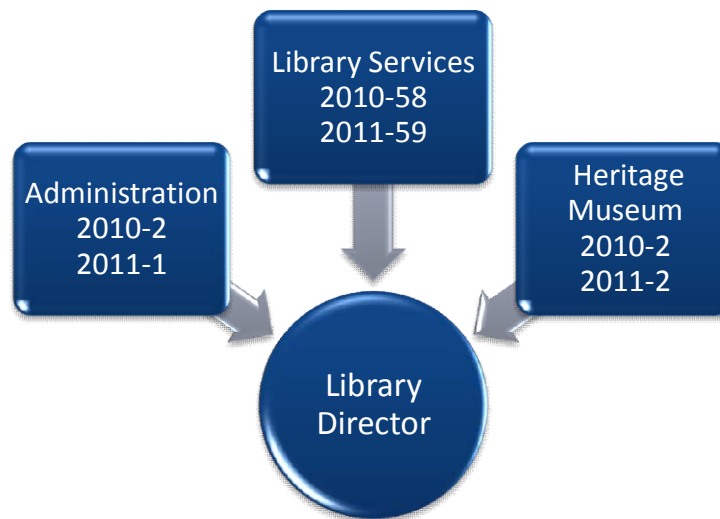 Library Services
2010-58
2011-59
Administration
2010-2
2011-1
Heritage
Museum
2010-2
2011-2
Library
Director